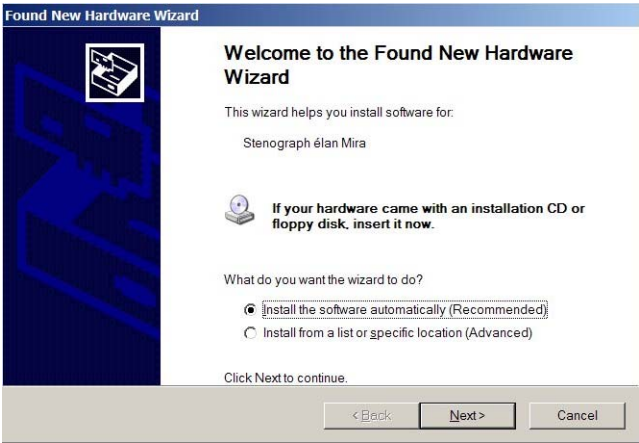 Found New Hardware Wizard
Welcome to the Found New Hardware
Wizard
This wizard helps you install software for:
Stenograph élan Mira
If your hardware came with an installation CD or
floppy disk, insert it now.
What do you want the wizard to do?
Install the software automatically (Recommended)
Install from a list or specific location (Advanced)
Click Next to continue.
< Back
Next >
Cancel